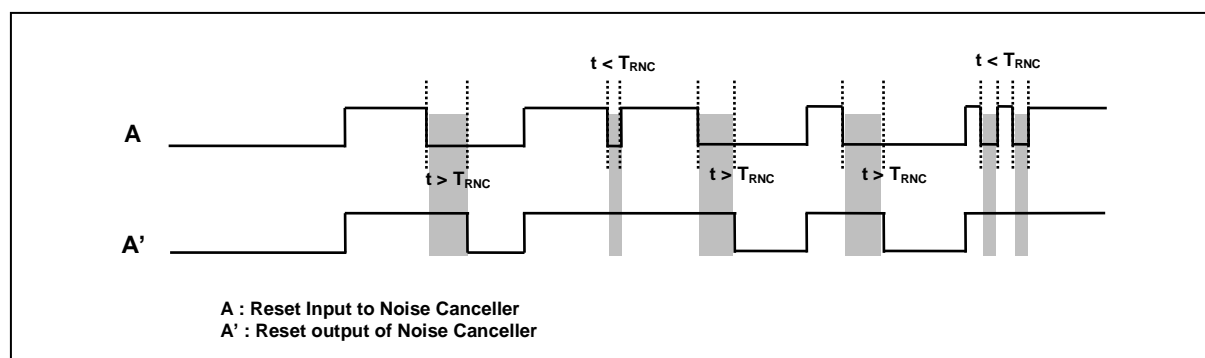 t < TRNC
t < TRNC
A
t > TRNC
t > TRNC
t > TRNC
A’
A : Reset Input to Noise Canceller
A’ : Reset output of Noise Canceller